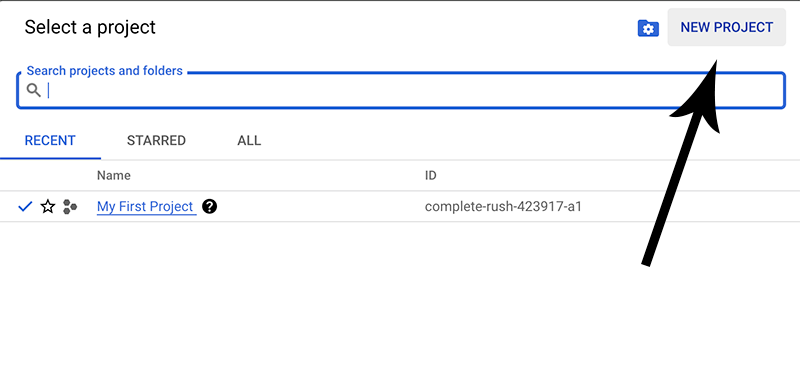 Select a project
NEW PROJECT
Search projects and folders
RECENT STARRED ALL
Name ID
My First Project ? complete-rush-423917-a1